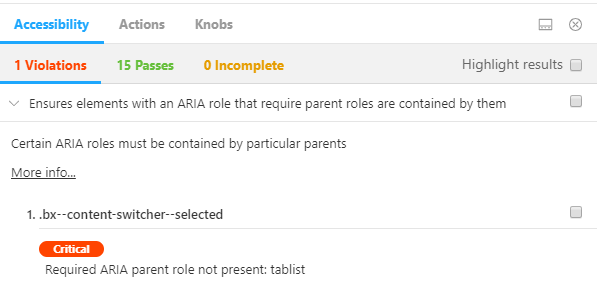 Accessibility Actions Knobs
1 Violations 15 Passes 0 Incomplete Highlight results
Ensures elements with an ARIA role that require parent roles are contained by them
Certain ARIA roles must be contained by particular parents
More info...
1. .bx--content-switcher--selected
Critical
Required ARIA parent role not present: tablist